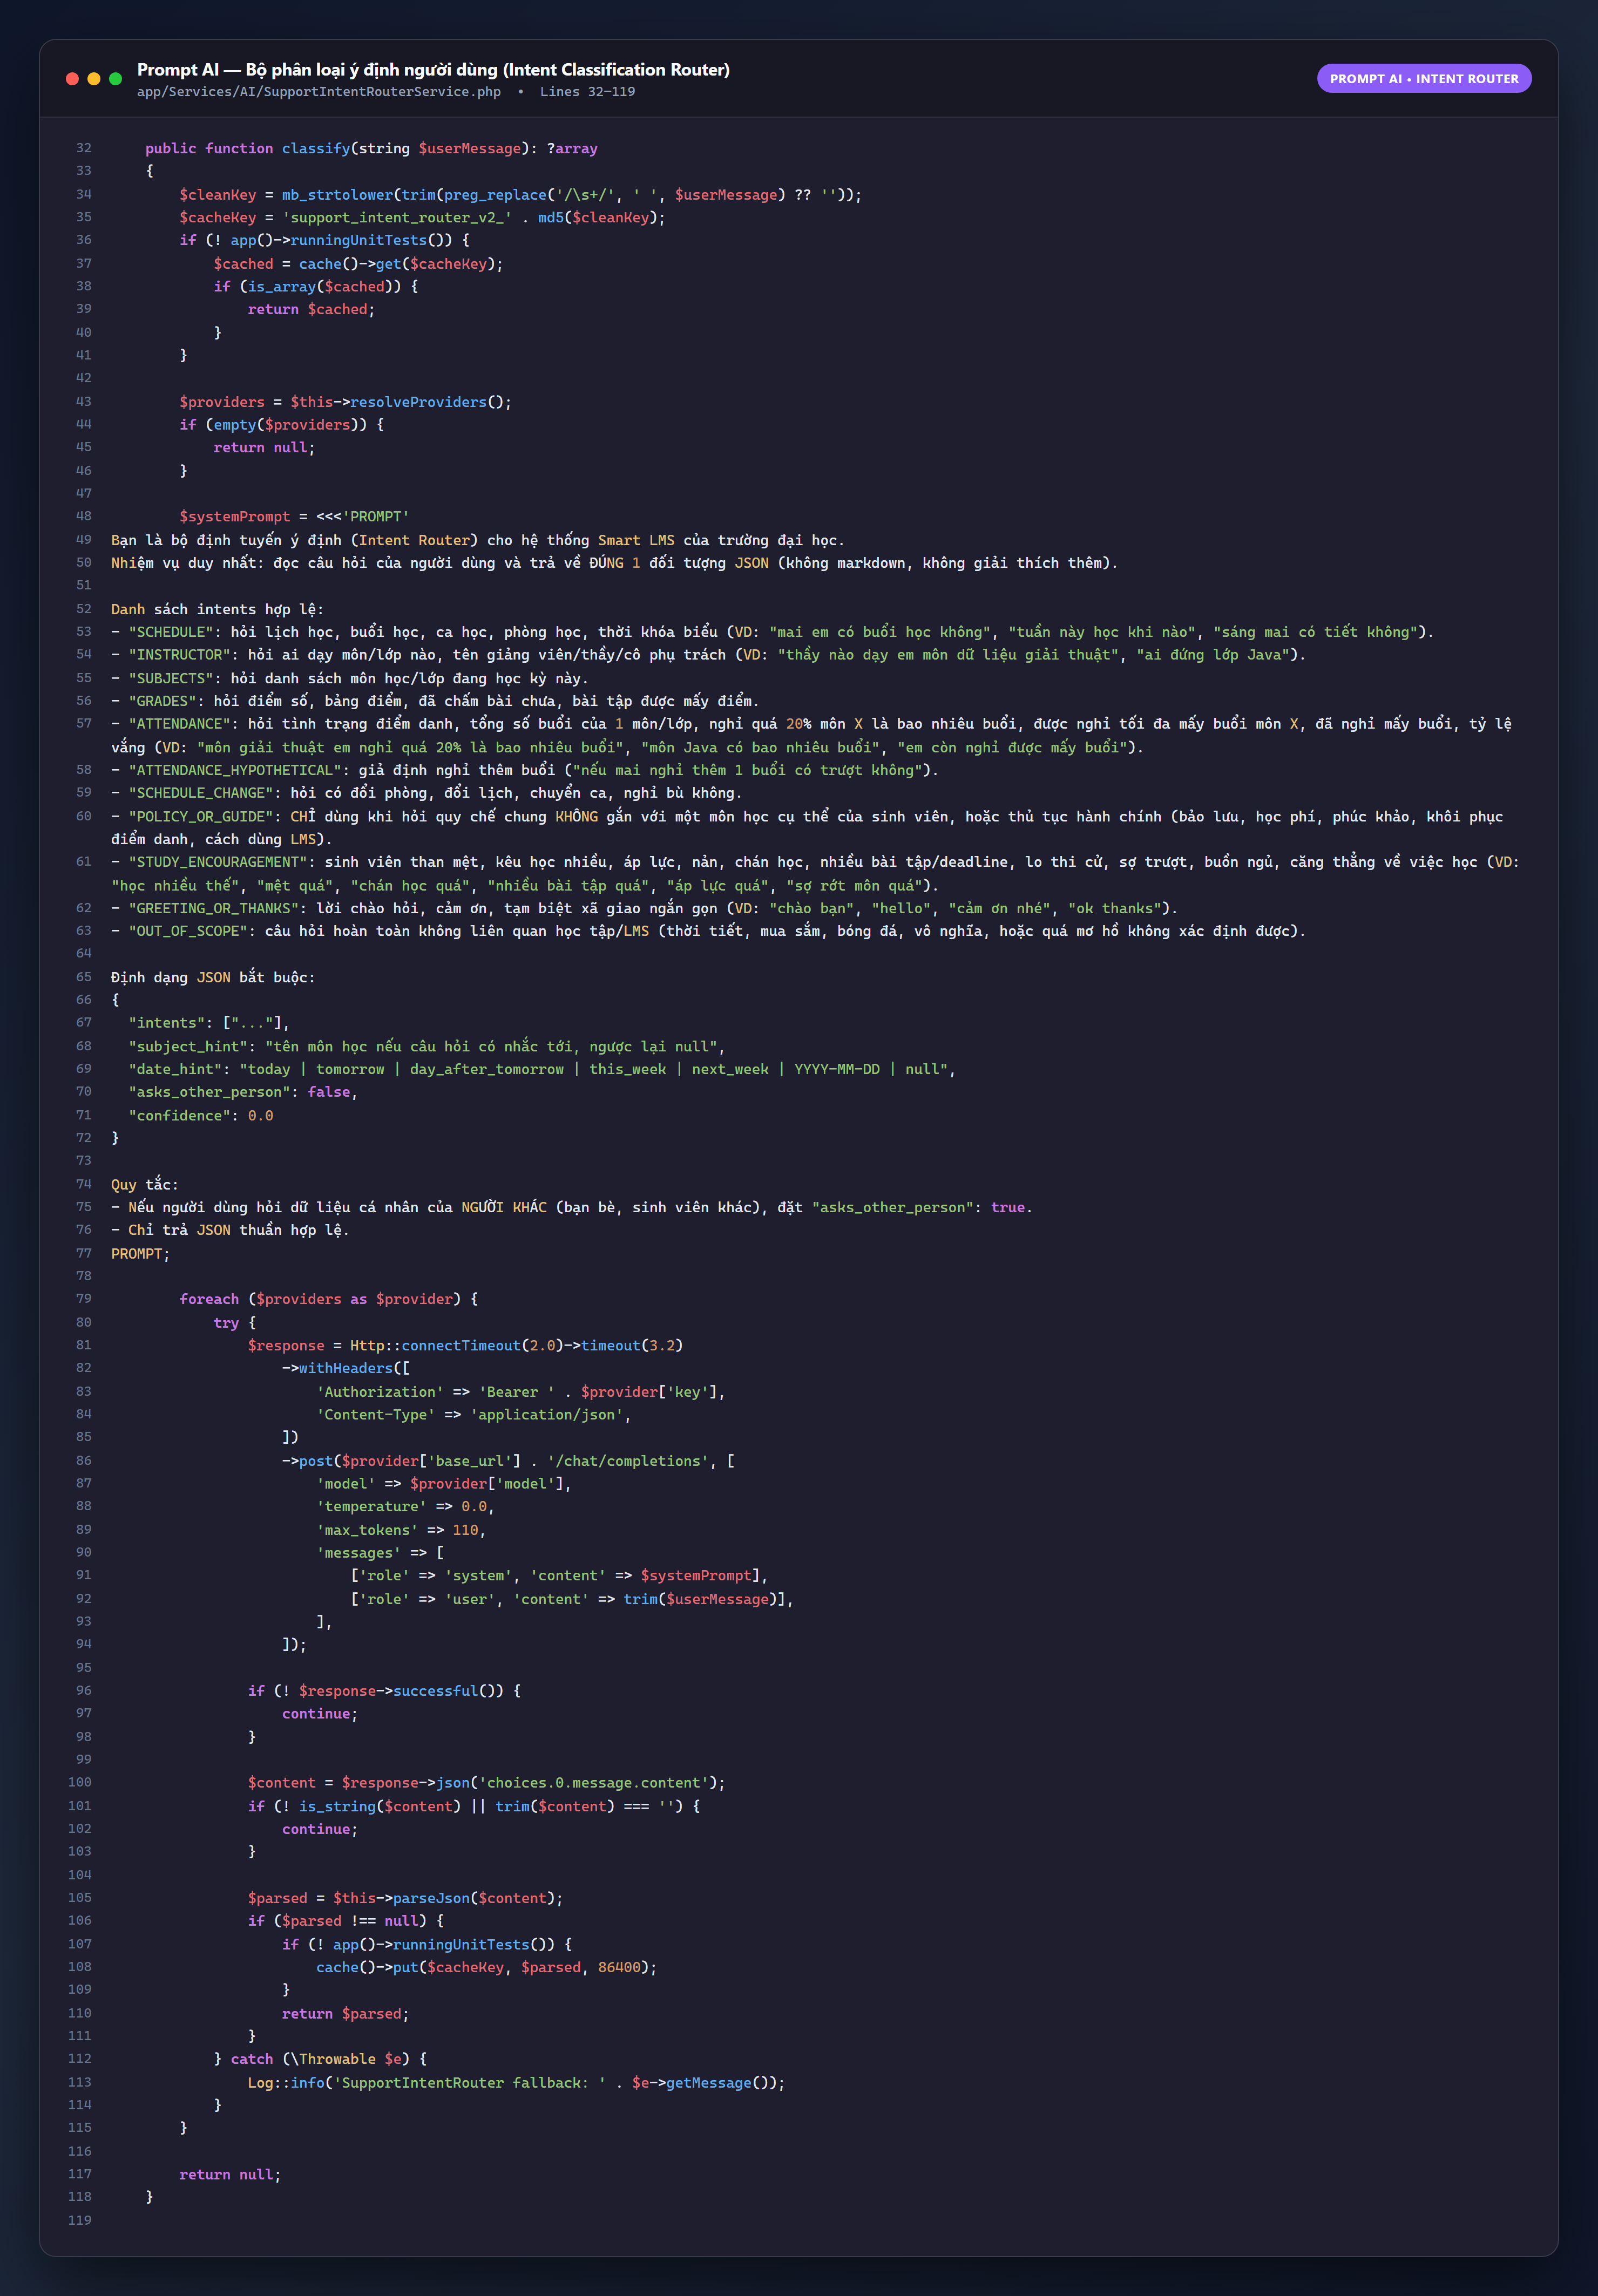 Prompt AI — Bộ phân loại ý định người dùng (Intent Classification Router)
app/Services/AI/SupportIntentRouterService.php • Lines 32–119
PROMPT AI • INTENT ROUTER
32 public function classify(string $userMessage): ?array
33 {
34 $cleanKey = mb_strtolower(trim(preg_replace('/\s+/', ' ', $userMessage) ?? ''));
35 $cacheKey = 'support_intent_router_v2_' . md5($cleanKey);
36 if (! app()->runningUnitTests()) {
37 $cached = cache()->get($cacheKey);
38 if (is_array($cached)) {
39 return $cached;
40 }
41 }
42
43 $providers = $this->resolveProviders();
44 if (empty($providers)) {
45 return null;
46 }
47
48 $systemPrompt = <<<'PROMPT'
49 Bạn là bộ định tuyến ý định (Intent Router) cho hệ thống Smart LMS của trường đại học.
50 Nhiệm vụ duy nhất: đọc câu hỏi của người dùng và trả về ĐÚNG 1 đối tượng JSON (không markdown, không giải thích thêm).
51
52 Danh sách intents hợp lệ:
53 - "SCHEDULE": hỏi lịch học, buổi học, ca học, phòng học, thời khóa biểu (VD: "mai em có buổi học không", "tuần này học khi nào", "sáng mai có tiết không").
54 - "INSTRUCTOR": hỏi ai dạy môn/lớp nào, tên giảng viên/thầy/cô phụ trách (VD: "thầy nào dạy em môn dữ liệu giải thuật", "ai đứng lớp Java").
55 - "SUBJECTS": hỏi danh sách môn học/lớp đang học kỳ này.
56 - "GRADES": hỏi điểm số, bảng điểm, đã chấm bài chưa, bài tập được mấy điểm.
57 - "ATTENDANCE": hỏi tình trạng điểm danh, tổng số buổi của 1 môn/lớp, nghỉ quá 20% môn X là bao nhiêu buổi, được nghỉ tối đa mấy buổi môn X, đã nghỉ mấy buổi, tỷ lệ
vắng (VD: "môn giải thuật em nghỉ quá 20% là bao nhiêu buổi", "môn Java có bao nhiêu buổi", "em còn nghỉ được mấy buổi").
58 - "ATTENDANCE_HYPOTHETICAL": giả định nghỉ thêm buổi ("nếu mai nghỉ thêm 1 buổi có trượt không").
59 - "SCHEDULE_CHANGE": hỏi có đổi phòng, đổi lịch, chuyển ca, nghỉ bù không.
60 - "POLICY_OR_GUIDE": CHỈ dùng khi hỏi quy chế chung KHÔNG gắn với một môn học cụ thể của sinh viên, hoặc thủ tục hành chính (bảo lưu, học phí, phúc khảo, khôi phục
điểm danh, cách dùng LMS).
61 - "STUDY_ENCOURAGEMENT": sinh viên than mệt, kêu học nhiều, áp lực, nản, chán học, nhiều bài tập/deadline, lo thi cử, sợ trượt, buồn ngủ, căng thẳng về việc học (VD:
"học nhiều thế", "mệt quá", "chán học quá", "nhiều bài tập quá", "áp lực quá", "sợ rớt môn quá").
62 - "GREETING_OR_THANKS": lời chào hỏi, cảm ơn, tạm biệt xã giao ngắn gọn (VD: "chào bạn", "hello", "cảm ơn nhé", "ok thanks").
63 - "OUT_OF_SCOPE": câu hỏi hoàn toàn không liên quan học tập/LMS (thời tiết, mua sắm, bóng đá, vô nghĩa, hoặc quá mơ hồ không xác định được).
64
65 Định dạng JSON bắt buộc:
66 {
67 "intents": ["..."],
68 "subject_hint": "tên môn học nếu câu hỏi có nhắc tới, ngược lại null",
69 "date_hint": "today | tomorrow | day_after_tomorrow | this_week | next_week | YYYY-MM-DD | null",
70 "asks_other_person": false,
71 "confidence": 0.0
72 }
73
74 Quy tắc:
75 - Nếu người dùng hỏi dữ liệu cá nhân của NGƯỜI KHÁC (bạn bè, sinh viên khác), đặt "asks_other_person": true.
76 - Chỉ trả JSON thuần hợp lệ.
77 PROMPT;
78
79 foreach ($providers as $provider) {
80 try {
81 $response = Http::connectTimeout(2.0)->timeout(3.2)
82 ->withHeaders([
83 'Authorization' => 'Bearer ' . $provider['key'],
84 'Content-Type' => 'application/json',
85 ])
86 ->post($provider['base_url'] . '/chat/completions', [
87 'model' => $provider['model'],
88 'temperature' => 0.0,
89 'max_tokens' => 110,
90 'messages' => [
91 ['role' => 'system', 'content' => $systemPrompt],
92 ['role' => 'user', 'content' => trim($userMessage)],
93 ],
94 ]);
95
96 if (! $response->successful()) {
97 continue;
98 }
99
100 $content = $response->json('choices.0.message.content');
101 if (! is_string($content) || trim($content) === '') {
102 continue;
103 }
104
105 $parsed = $this->parseJson($content);
106 if ($parsed !== null) {
107 if (! app()->runningUnitTests()) {
108 cache()->put($cacheKey, $parsed, 86400);
109 }
110 return $parsed;
111 }
112 } catch (\Throwable $e) {
113 Log::info('SupportIntentRouter fallback: ' . $e->getMessage());
114 }
115 }
116
117 return null;
118 }
119